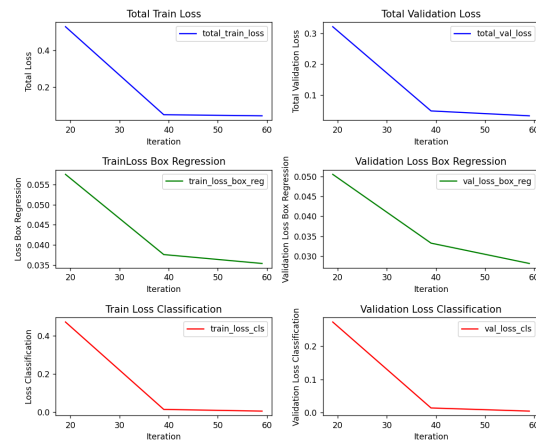 Total Train Loss
Total Loss
0.4
0.2
total_train_loss
20 30 40 50 60
Iteration
Total Validation Loss
Total Validation Loss
0.3
0.2
0.1
total_val_loss
20 30 40 50 60
Iteration
TrainLoss Box Regression
Loss Box Regression
0.055
0.050
0.045
0.040
0.035
train_loss_box_reg
20 30 40 50 60
Iteration
Validation Loss Box Regression
Validation Loss Box Regression
0.050
0.045
0.040
0.035
0.030
val_loss_box_reg
20 30 40 50 60
Iteration
Train Loss Classification
Loss Classification
0.4
0.2
0.0
train_loss_cls
20 30 40 50 60
Iteration
Validation Loss Classification
Validation Loss Classification
0.2
0.1
0.0
val_loss_cls
20 30 40 50 60
Iteration